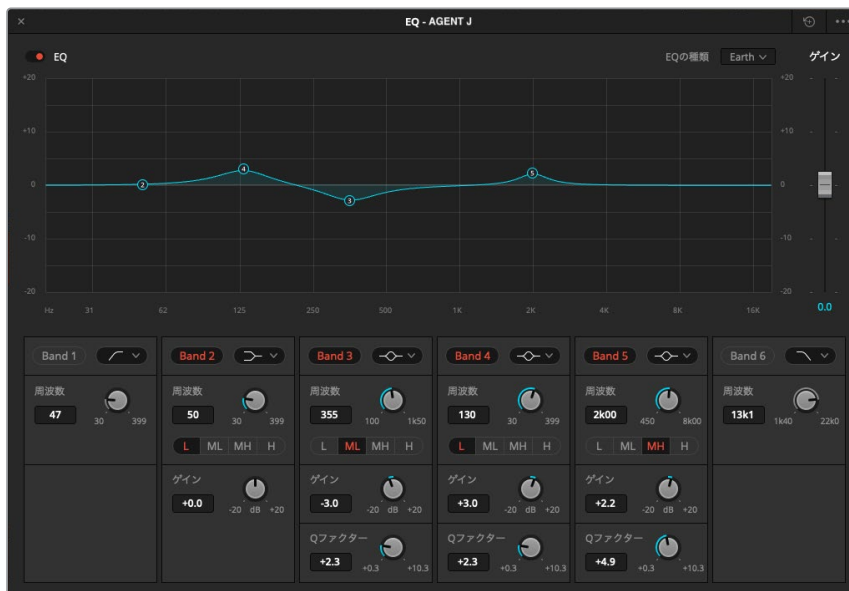 EQ - AGENT J
EQ
EQの種類 Earth ゲイン
+20 +20
+10 +10
0 0
-10 -10
-20 -20
2 4 3 5
Hz 31 62 125 250 500 1K 2K 4K 8K 16K
0.0
Band 1 Band 2 Band 3 Band 4 Band 5 Band 6
周波数 周波数 周波数 周波数 周波数 周波数
47 50 355 130 2k00 13k1
30 399 30 399 100 1k50 30 399 450 8k00 1k40 22k0
L ML MH H L ML MH H L ML MH H L ML MH H
ゲイン ゲイン ゲイン ゲイン
+0.0 -3.0 +3.0 +2.2
-20 dB +20 -20 dB +20 -20 dB +20 -20 dB +20
Qファクター Qファクター Qファクター
+2.3 +2.3 +4.9
+0.3 +10.3 +0.3 +10.3 +0.3 +10.3